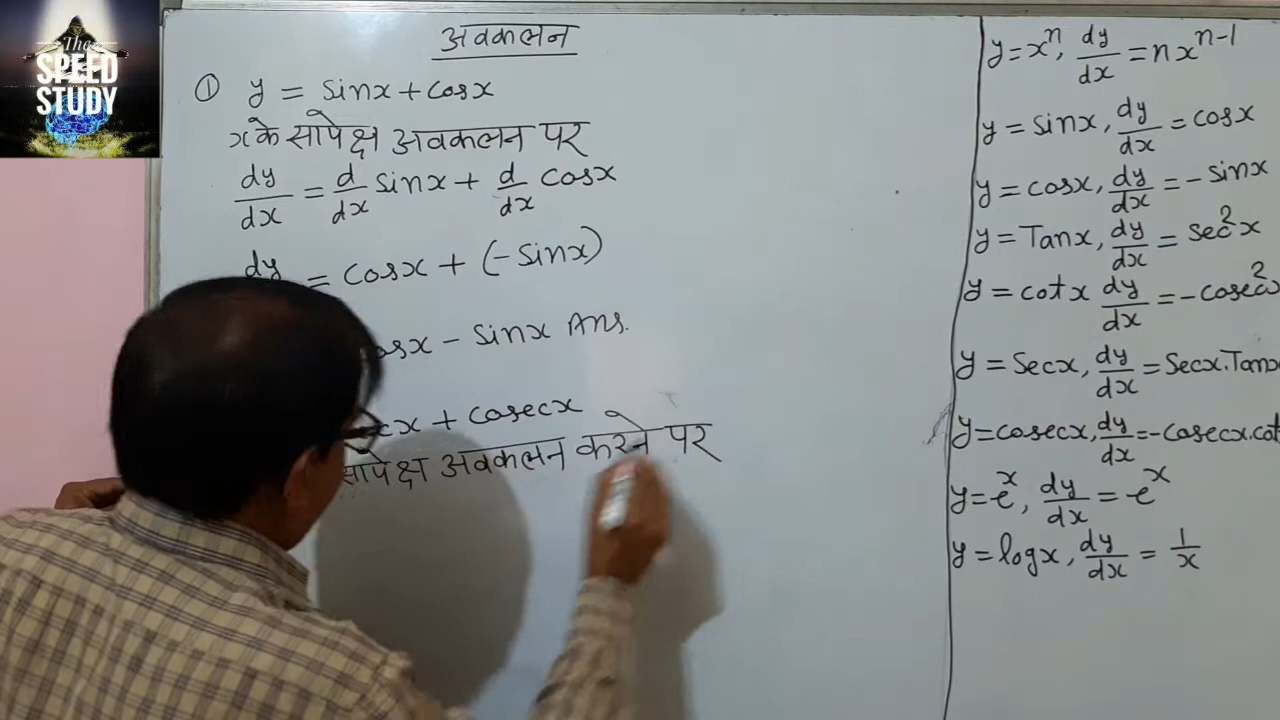 The
SPEED
STUDY
अवकलन
① y = sinx + cosx
x के सापेक्ष अवकलन पर
dy/dx = d/dx sinx + d/dx cosx
dy = cosx + (-sinx)
cosx - sinx Ans.
cx + cosecx
सापेक्ष अवकलन करने पर
y = x^n, dy/dx = nx^(n-1)
y = sinx, dy/dx = cosx
y = cosx, dy/dx = -sinx
y = Tanx, dy/dx = sec²x
y = cotx dy/dx = -cosec²
y = Secx, dy/dx = Secx.Tanx
y = cosecx, dy/dx = -cosecx.cot
y = e^x, dy/dx = e^x
y = logx, dy/dx = 1/x